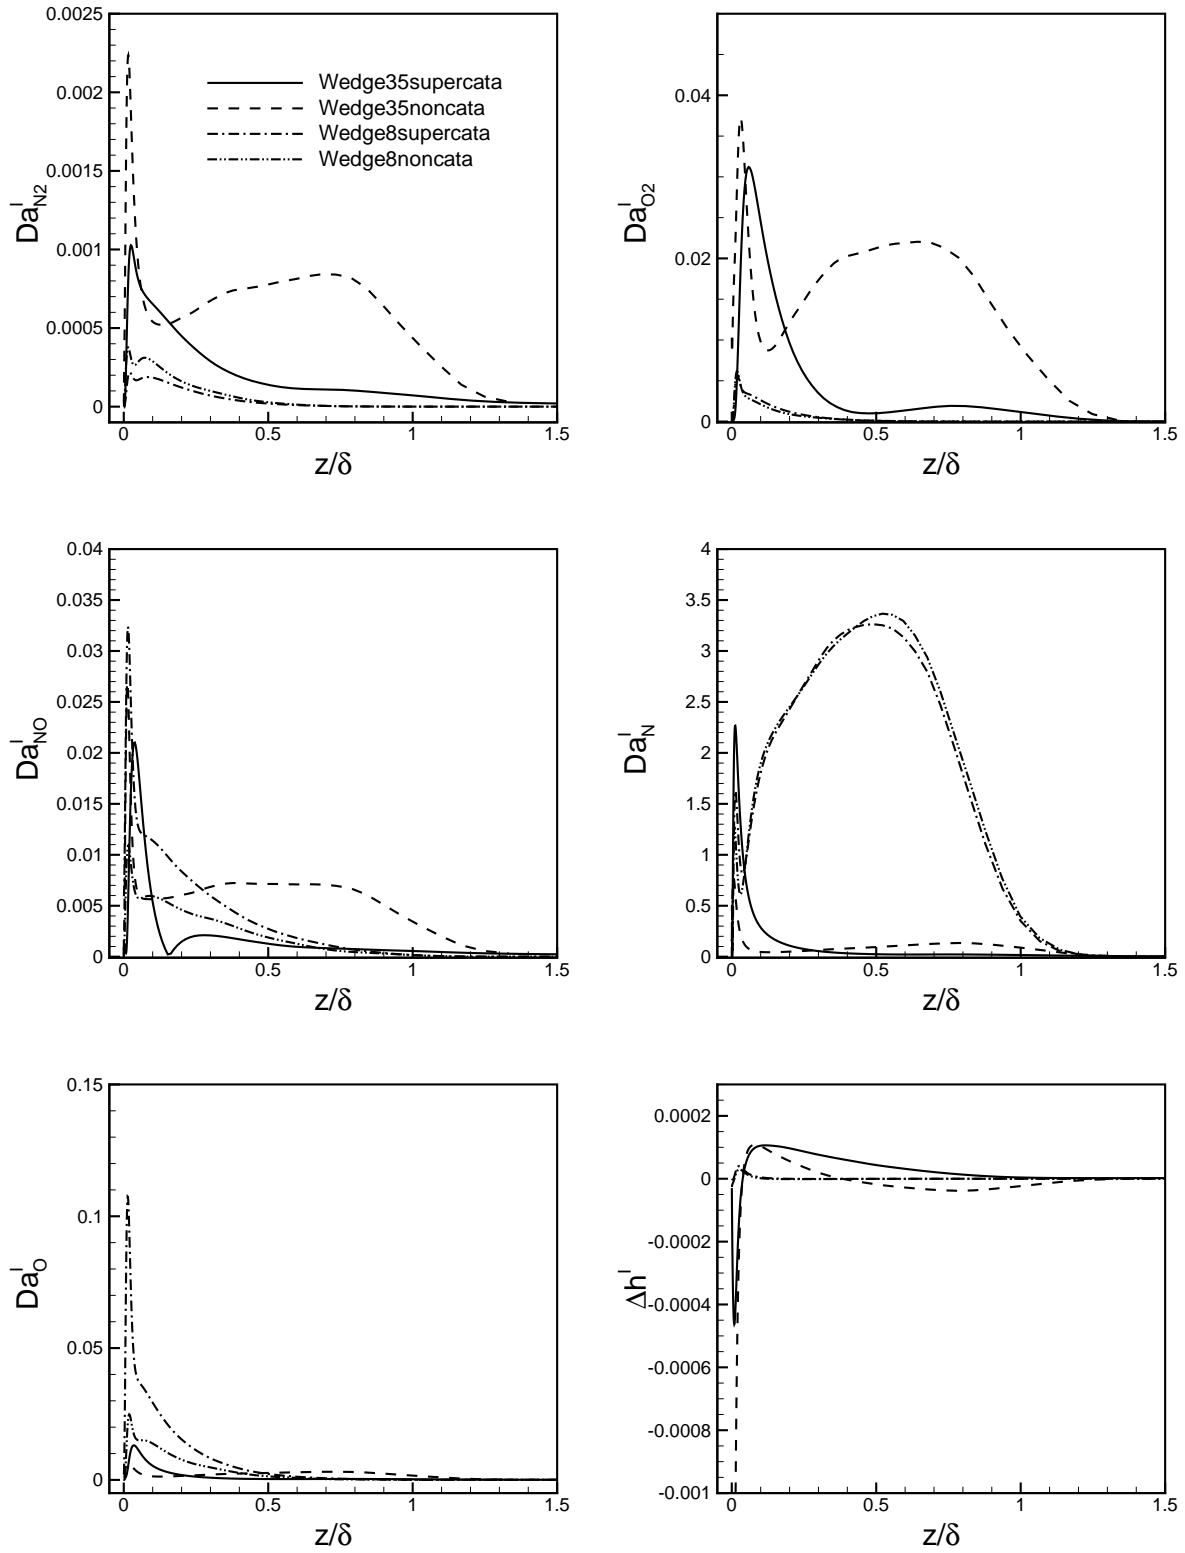 0.0025
0.002
0.0015
0.001
0.0005
0
Da^I_N2
0 0.5 1 1.5
z/δ
Wedge35supercata
Wedge35noncata
Wedge8supercata
Wedge8noncata
0.04
0.02
0
Da^I_O2
0 0.5 1 1.5
z/δ
0.04
0.035
0.03
0.025
0.02
0.015
0.01
0.005
0
Da^I_NO
0 0.5 1 1.5
z/δ
4
3.5
3
2.5
2
1.5
1
0.5
0
Da^I_N
0 0.5 1 1.5
z/δ
0.15
0.1
0.05
0
Da^I_O
0 0.5 1 1.5
z/δ
0.0002
0
-0.0002
-0.0004
-0.0006
-0.0008
-0.001
Δh^I
0 0.5 1 1.5
z/δ